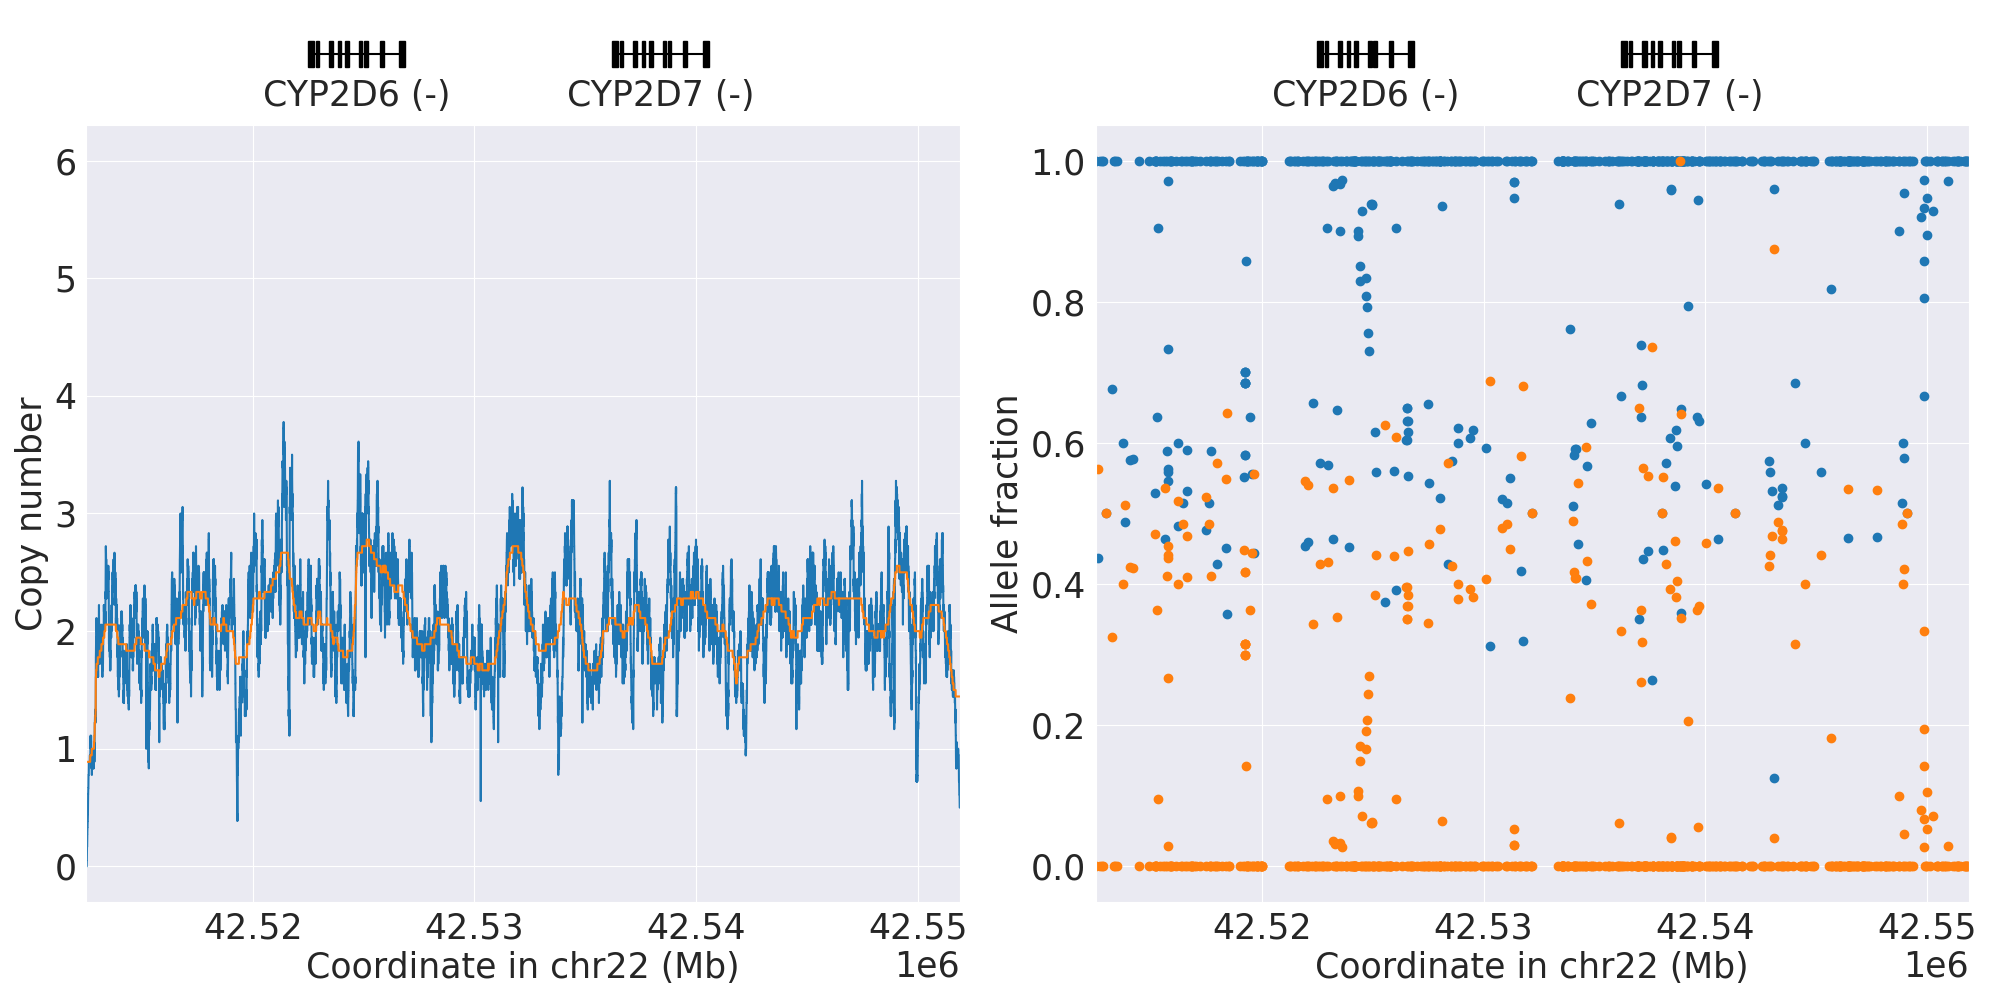 CYP2D6 (-) CYP2D7 (-)
Copy number
6
5
4
3
2
1
0
42.52 42.53 42.54 42.55
Coordinate in chr22 (Mb) 1e6
CYP2D6 (-) CYP2D7 (-)
Allele fraction
1.0
0.8
0.6
0.4
0.2
0.0
42.52 42.53 42.54 42.55
Coordinate in chr22 (Mb) 1e6